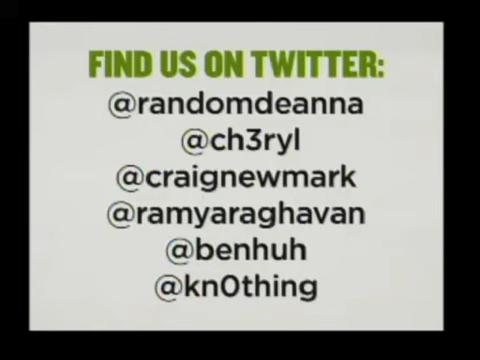 FIND US ON TWITTER:
@randomdeanna
@ch3ryl
@craignewmark
@ramyaraghavan
@benhuh
@kn0thing